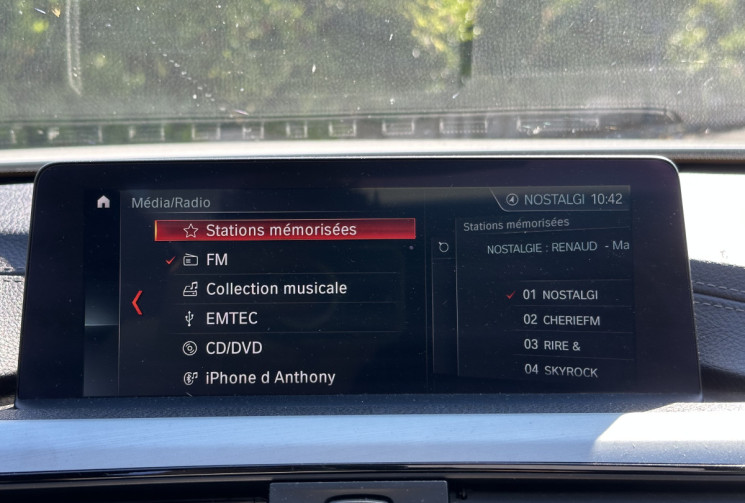 Média/Radio
NOSTALGI 10:42
Stations mémorisées
FM
Collection musicale
EMTEC
CD/DVD
iPhone d Anthony
Stations mémorisées
NOSTALGIE : RENAUD - Ma
01 NOSTALGI
02 CHERIEFM
03 RIRE &
04 SKYROCK